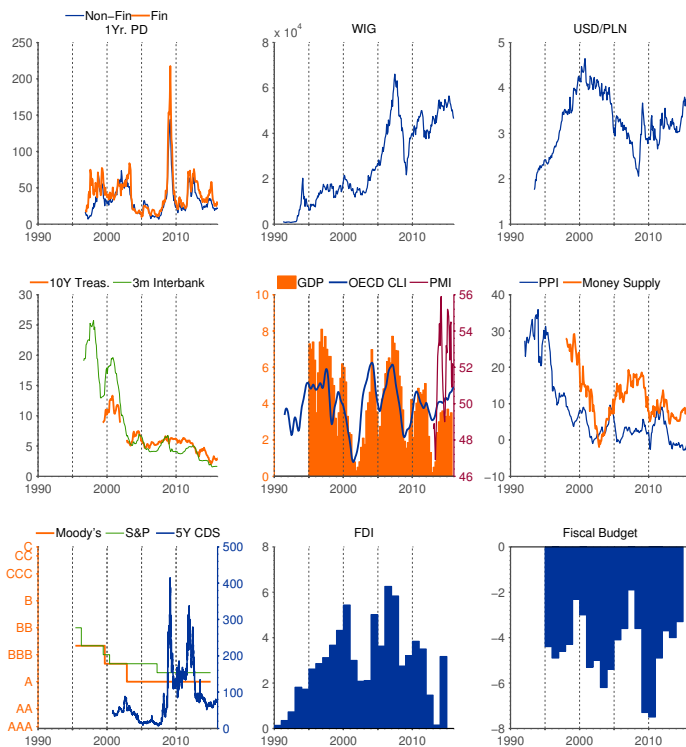 Non−Fin Fin
1Yr. PD
250
200
150
100
50
0
1990 2000 2010
x 10^4 WIG
8
6
4
2
0
1990 2000 2010
USD/PLN
5
4
3
2
1
1990 2000 2010
10Y Treas. 3m Interbank
30
25
20
15
10
5
0
1990 2000 2010
GDP OECD CLI PMI
10 56
8 54
6 52
4 50
2 48
0 46
1990 2000 2010
PPI Money Supply
40
30
20
10
0
−10
1990 2000 2010
Moody's S&P 5Y CDS
C 500
CC
CCC
400
B
300
BB
BBB 200
A
100
AA
AAA 0
1990 2000 2010
FDI
8
6
4
2
0
1990 2000 2010
Fiscal Budget
0
−2
−4
−6
−8
1990 2000 2010